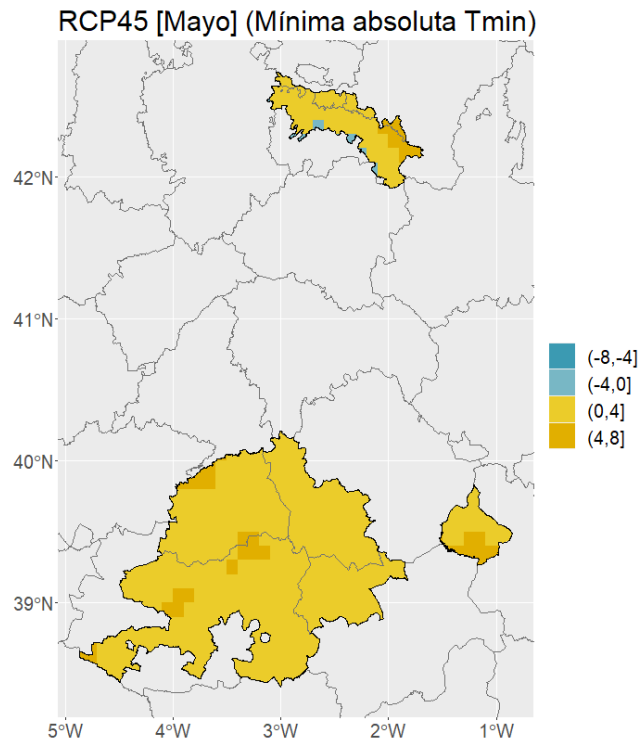 RCP45 [Mayo] (Mínima absoluta Tmin)
42°N
41°N
40°N
39°N
5°W 4°W 3°W 2°W 1°W
(-8,-4]
(-4,0]
(0,4]
(4,8]